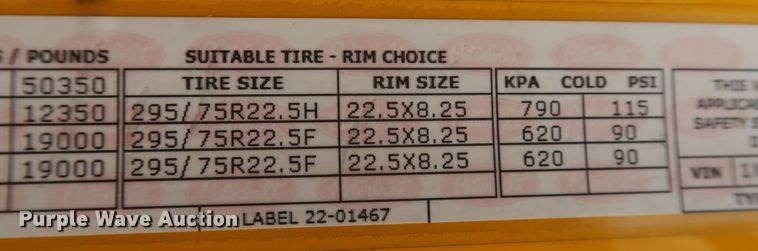 / POUNDS SUITABLE TIRE - RIM CHOICE
50350 TIRE SIZE RIM SIZE KPA COLD PSI THIS
12350 295/75R22.5H 22.5X8.25 790 115
19000 295/75R22.5F 22.5X8.25 620 90 SAFETY
19000 295/75R22.5F 22.5X8.25 620 90
VIN
LABEL 22-01467
Purple Wave Auction